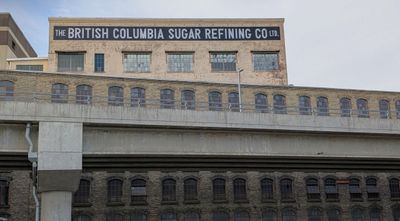 THE BRITISH COLUMBIA SUGAR REFINING CO LTD.